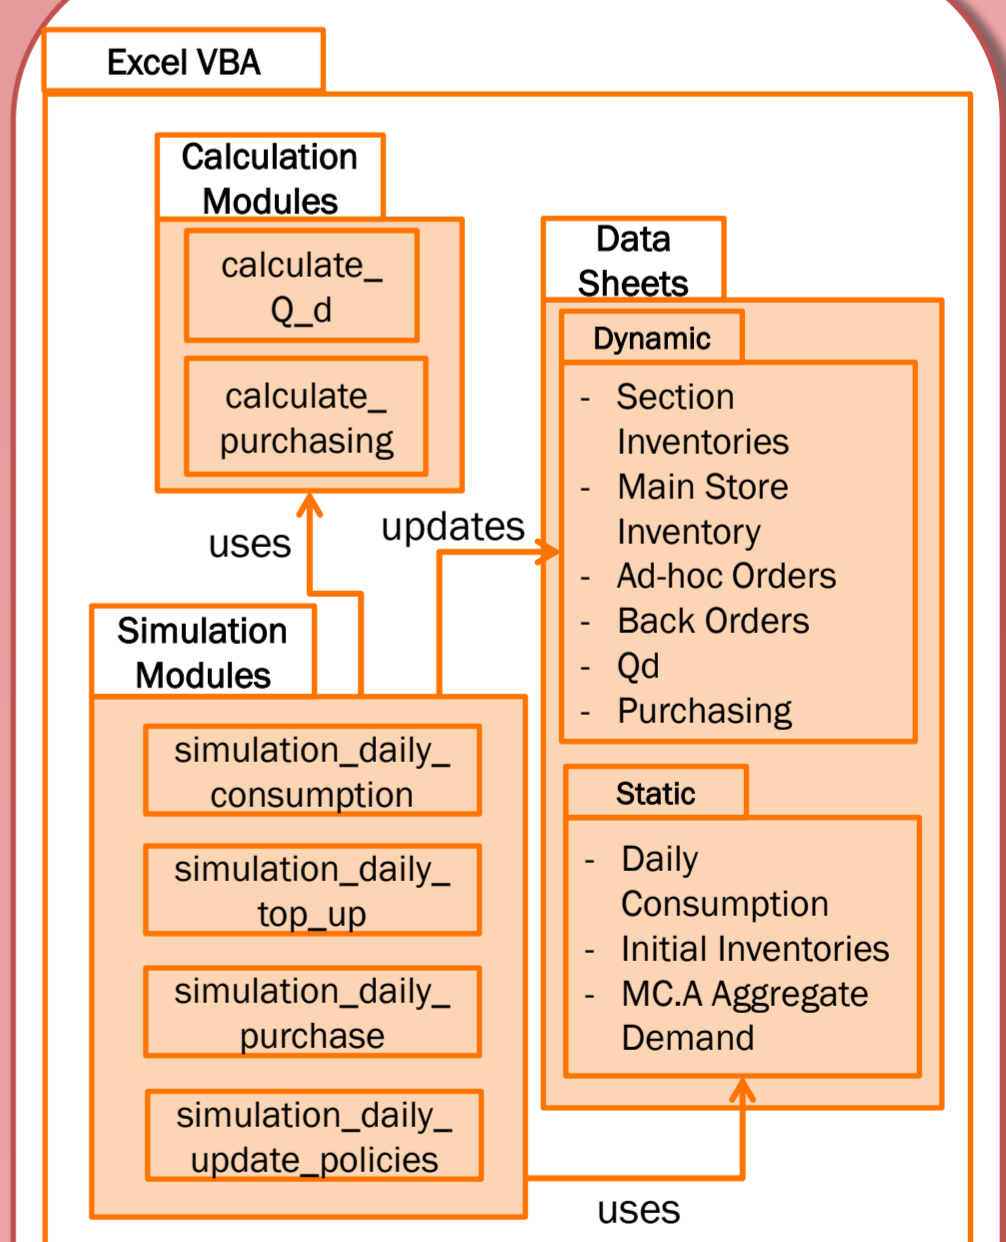 Excel VBA
Calculation
Modules
calculate_
Q_d
calculate_
purchasing
uses
updates
Simulation
Modules
simulation_daily_
consumption
simulation_daily_
top_up
simulation_daily_
purchase
simulation_daily_
update_policies
Data
Sheets
Dynamic
- Section
Inventories
- Main Store
Inventory
- Ad-hoc Orders
- Back Orders
- Qd
- Purchasing
Static
- Daily
Consumption
- Initial Inventories
- MC.A Aggregate
Demand
uses